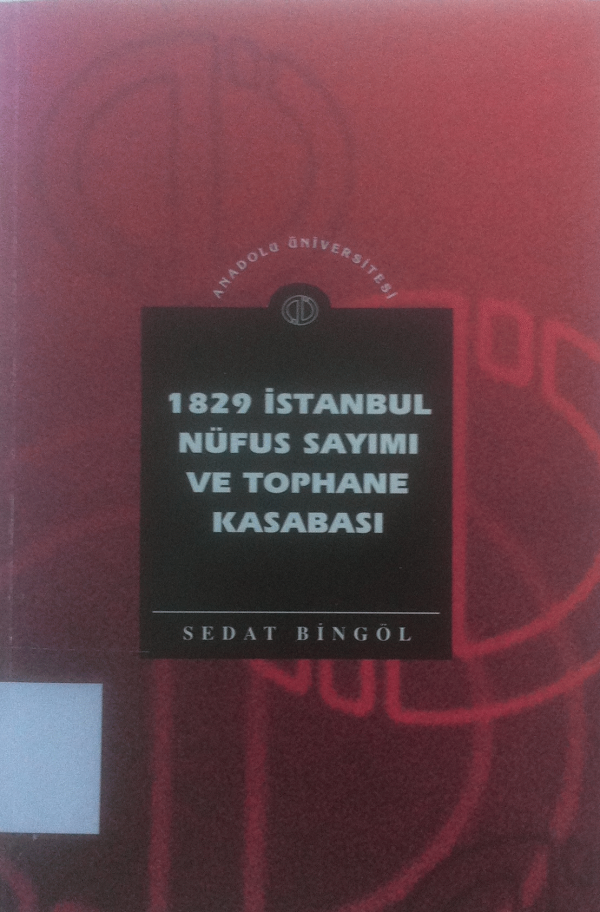 ANADOLU ÜNİVERSİTESİ
1829 İSTANBUL
NÜFUS SAYIMI
VE TOPHANE
KASABASI
SEDAT BİNGÖL